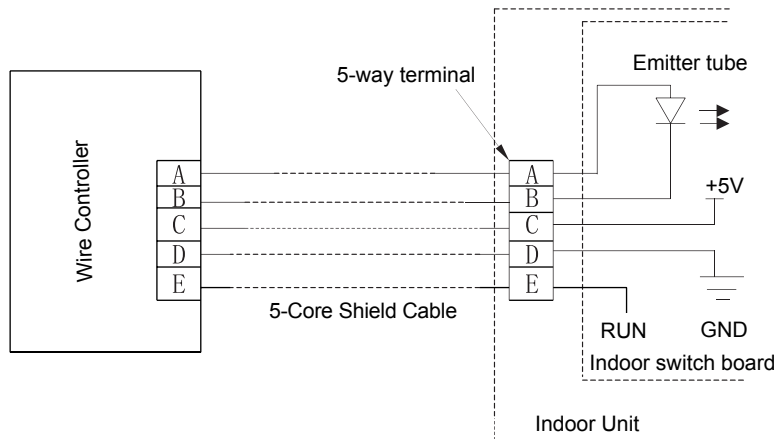 5-way terminal
Emitter tube
Wire Controller
A
B
C
D
E
A
B
C
D
E
+5V
5-Core Shield Cable
RUN
GND
Indoor switch board
Indoor Unit